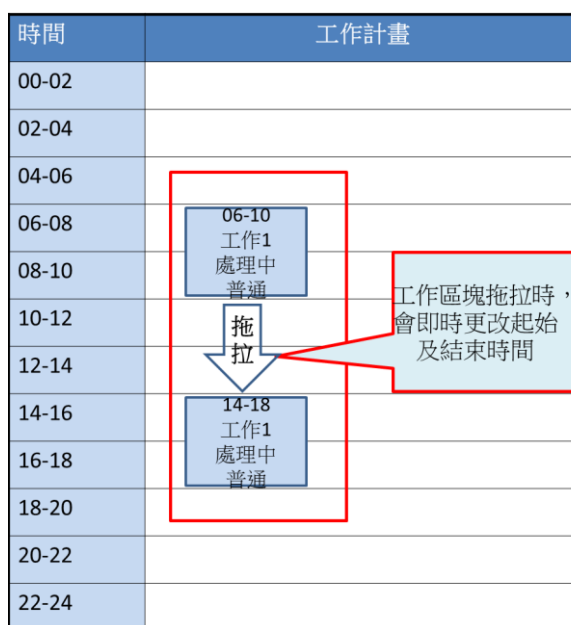 時間 工作計畫
00-02
02-04
04-06
06-08
08-10
10-12
12-14
14-16
16-18
18-20
20-22
22-24
06-10
工作1
處理中
普通
拖
拉
14-18
工作1
處理中
普通
工作區塊拖拉時，
會即時更改起始
及結束時間